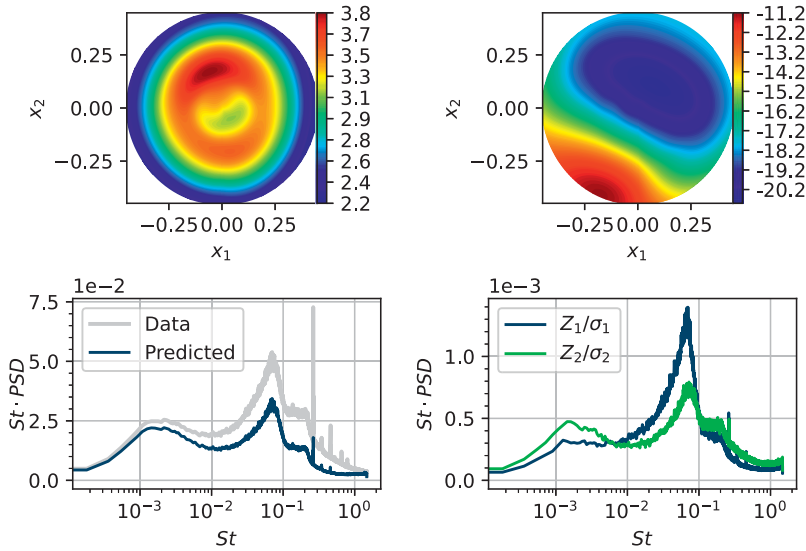 3.8
3.7
3.5
3.4
3.3
3.1
2.9
2.8
2.6
2.4
2.2
0.25
0.00
−0.25
x₂
−0.25 0.00 0.25
x₁
-11.2
-12.2
-13.2
-14.2
-15.2
-16.2
-17.2
-18.2
-19.2
-20.2
0.25
0.00
−0.25
x₂
−0.25 0.00 0.25
x₁
1e−2
7.5
5.0
2.5
0.0
St · PSD
Data
Predicted
10⁻³ 10⁻² 10⁻¹ 10⁰
St
1e−3
1.0
0.5
0.0
St · PSD
Z₁/σ₁
Z₂/σ₂
10⁻³ 10⁻² 10⁻¹ 10⁰
St